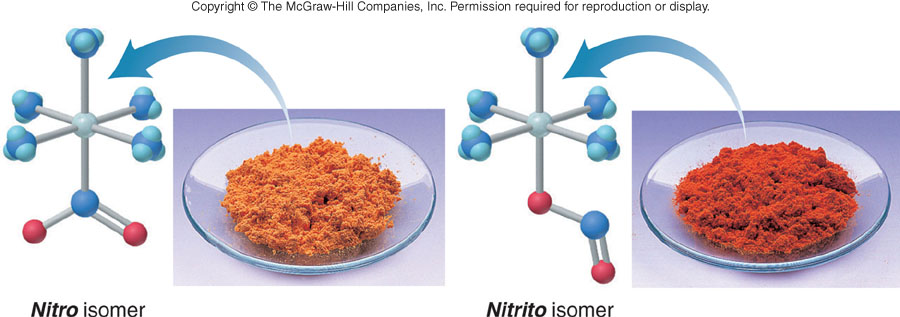 Copyright © The McGraw-Hill Companies, Inc. Permission required for reproduction or display.
Nitro isomer
Nitrito isomer